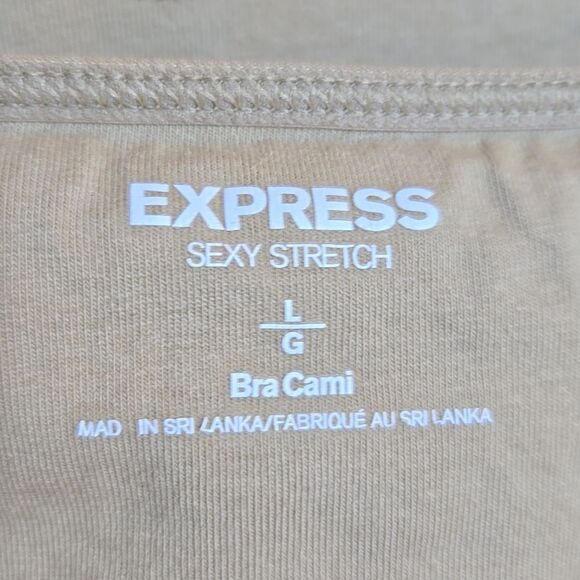 EXPRESS
SEXY STRETCH
L
G
Bra Cami
MAD IN SRI LANKA/FABRIQUÉ AU SRI LANKA